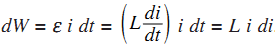 dW = ε i dt = (L di/dt) i dt = L i di